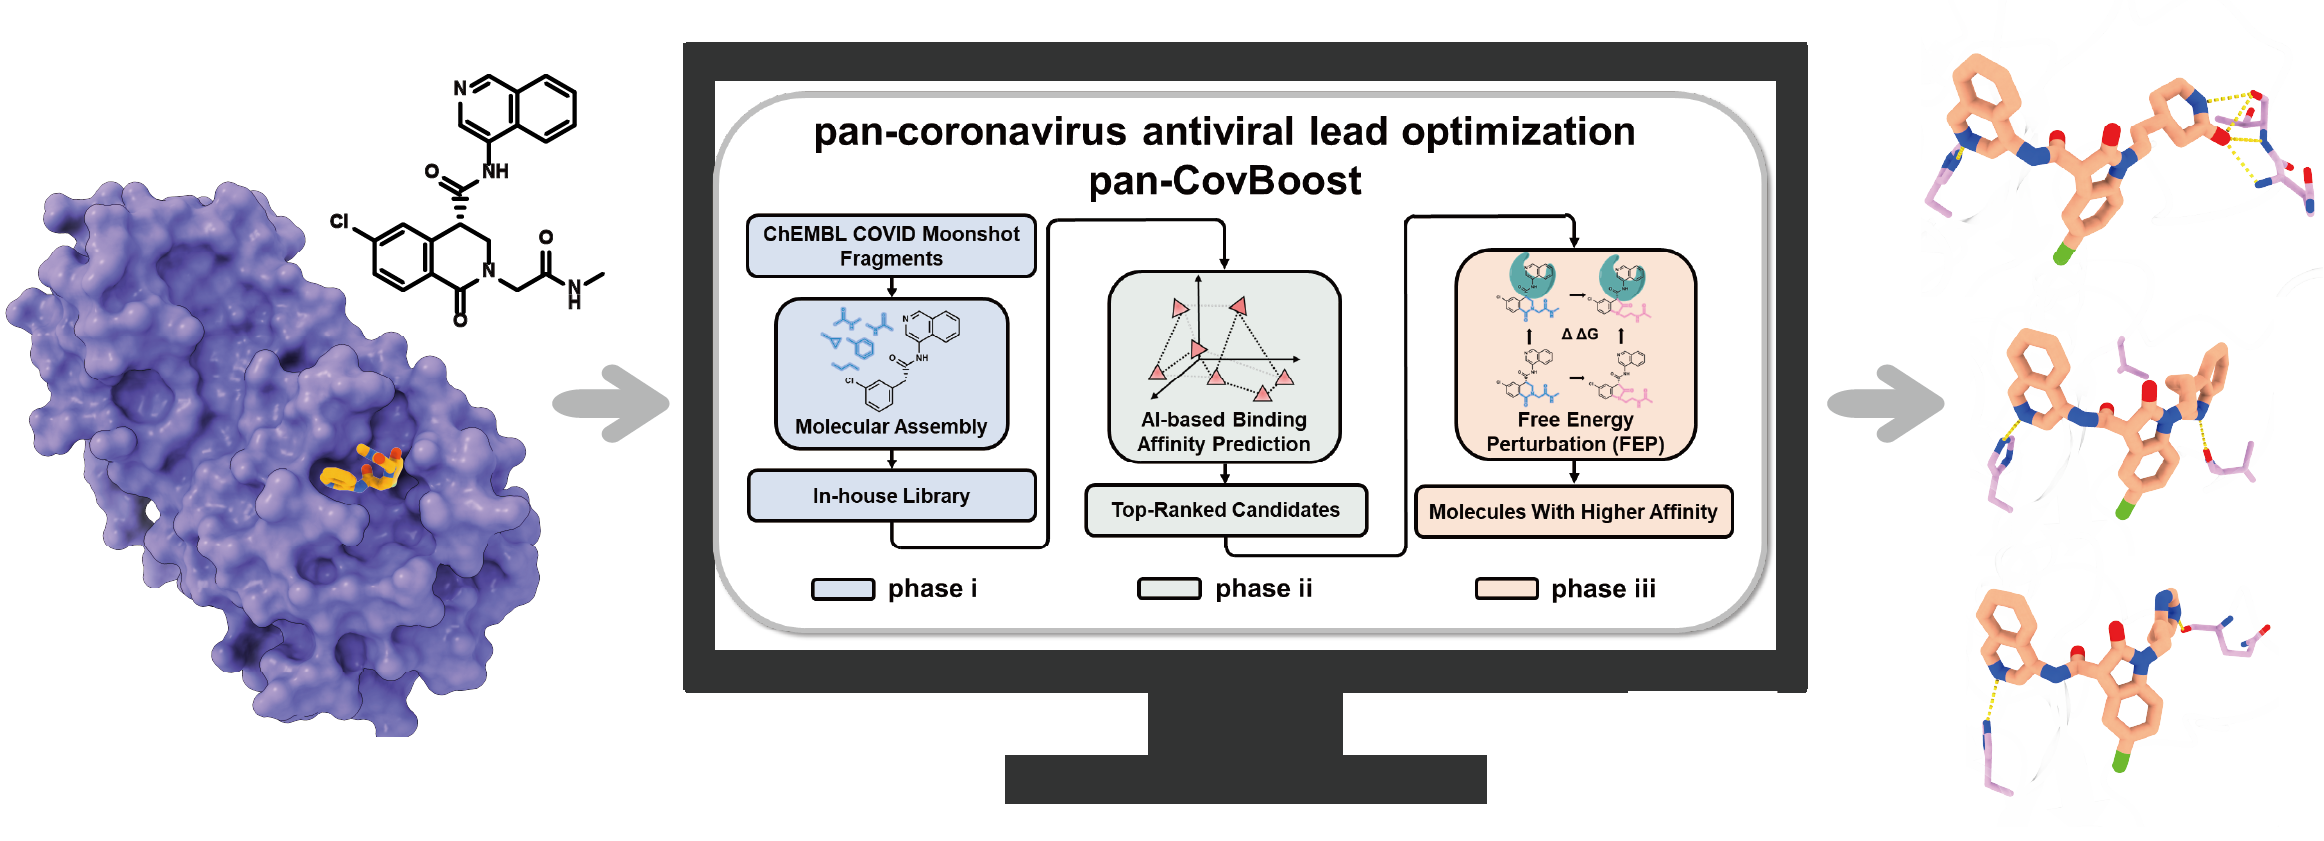 N
NH
O
Cl
N
O
O
N
H
pan-coronavirus antiviral lead optimization
pan-CovBoost
ChEMBL COVID Moonshot
Fragments
N
NH
O
Cl
Molecular Assembly
In-house Library
AI-based Binding
Affinity Prediction
Top-Ranked Candidates
Δ ΔG
Free Energy
Perturbation (FEP)
Molecules With Higher Affinity
phase i
phase ii
phase iii